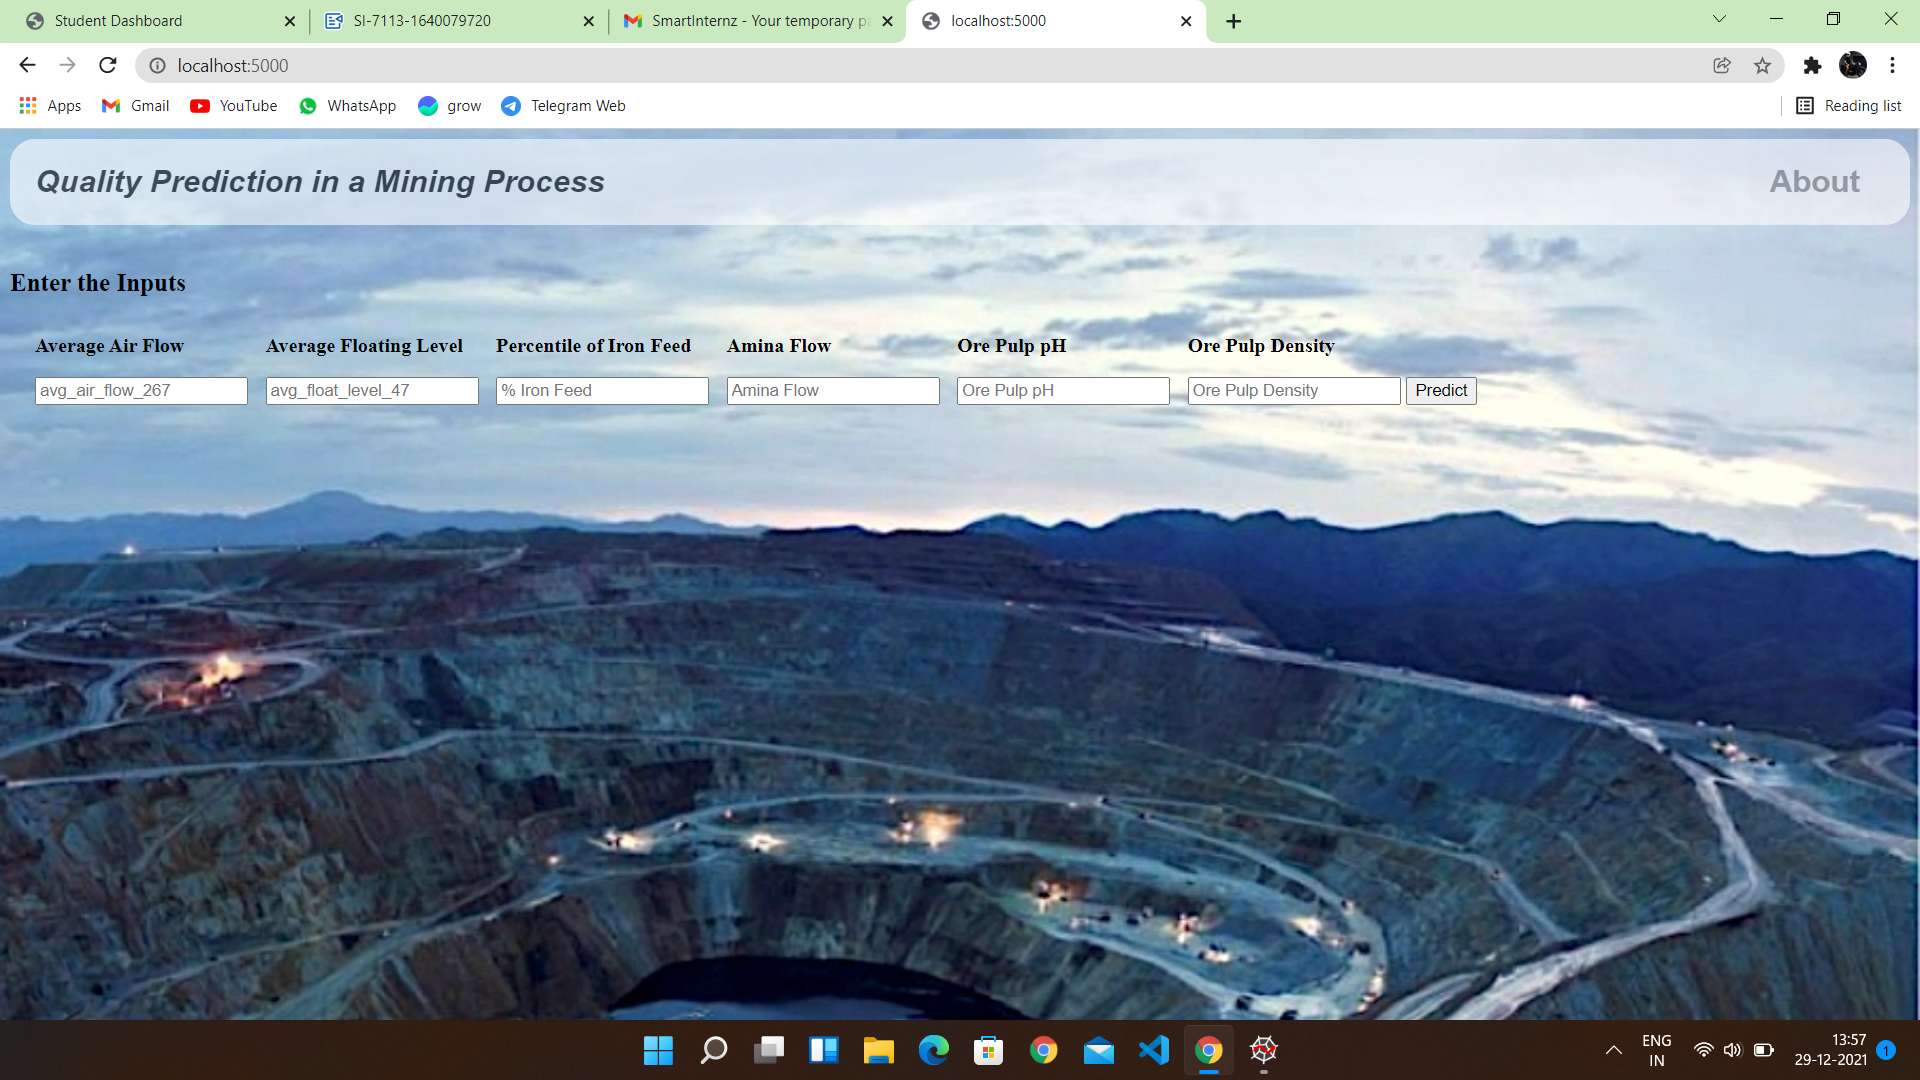 Student Dashboard SI-7113-1640079720 SmartInternz - Your temporary pa localhost:5000
localhost:5000
Apps Gmail YouTube WhatsApp grow Telegram Web Reading list
Quality Prediction in a Mining Process About
Enter the Inputs
Average Air Flow Average Floating Level Percentile of Iron Feed Amina Flow Ore Pulp pH Ore Pulp Density
avg_air_flow_267 avg_float_level_47 % Iron Feed Amina Flow Ore Pulp pH Ore Pulp Density Predict
ENG 13:57
IN 29-12-2021 1